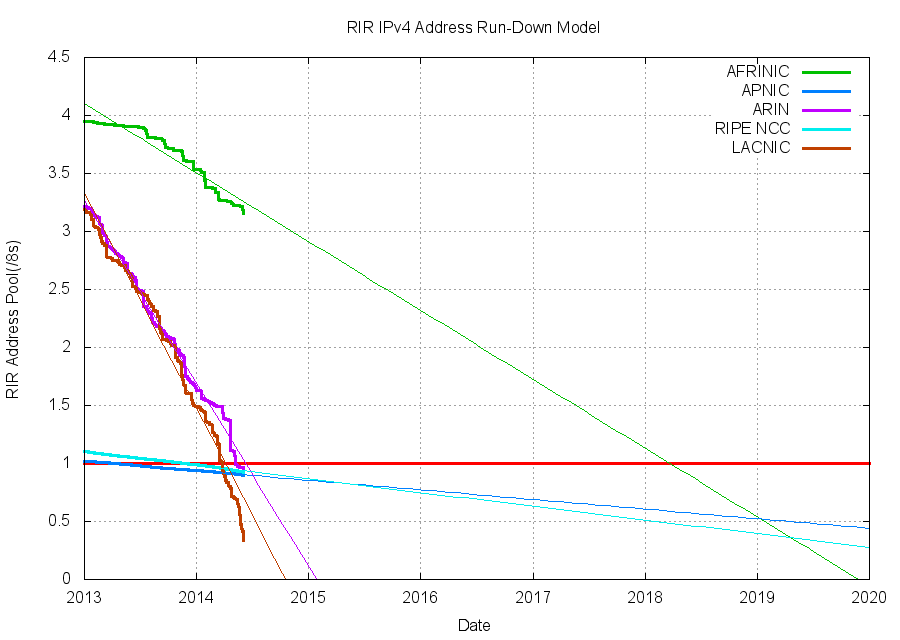 RIR IPv4 Address Run-Down Model
4.5
4
3.5
3
2.5
2
1.5
1
0.5
0
RIR Address Pool(/8s)
AFRINIC
APNIC
ARIN
RIPE NCC
LACNIC
2013 2014 2015 2016 2017 2018 2019 2020
Date